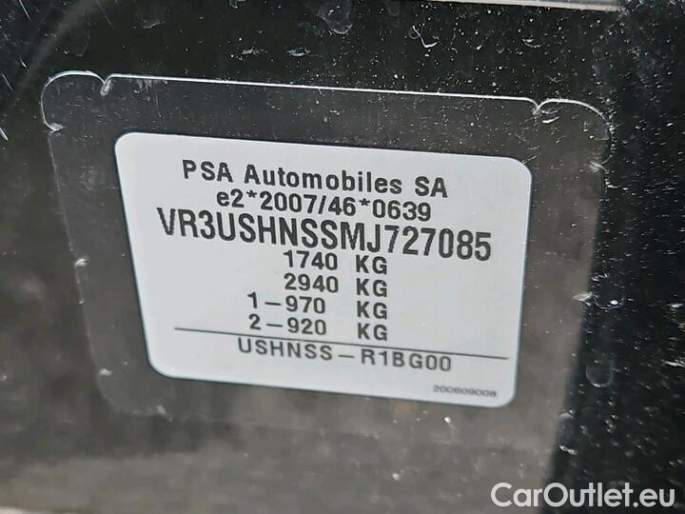 PSA Automobiles SA
e2*2007/46*0639
VR3USHNSSMJ727085
1740 KG
2940 KG
1-970 KG
2-920 KG
USHNSS-R1BG00
200609008
CarOutlet.eu